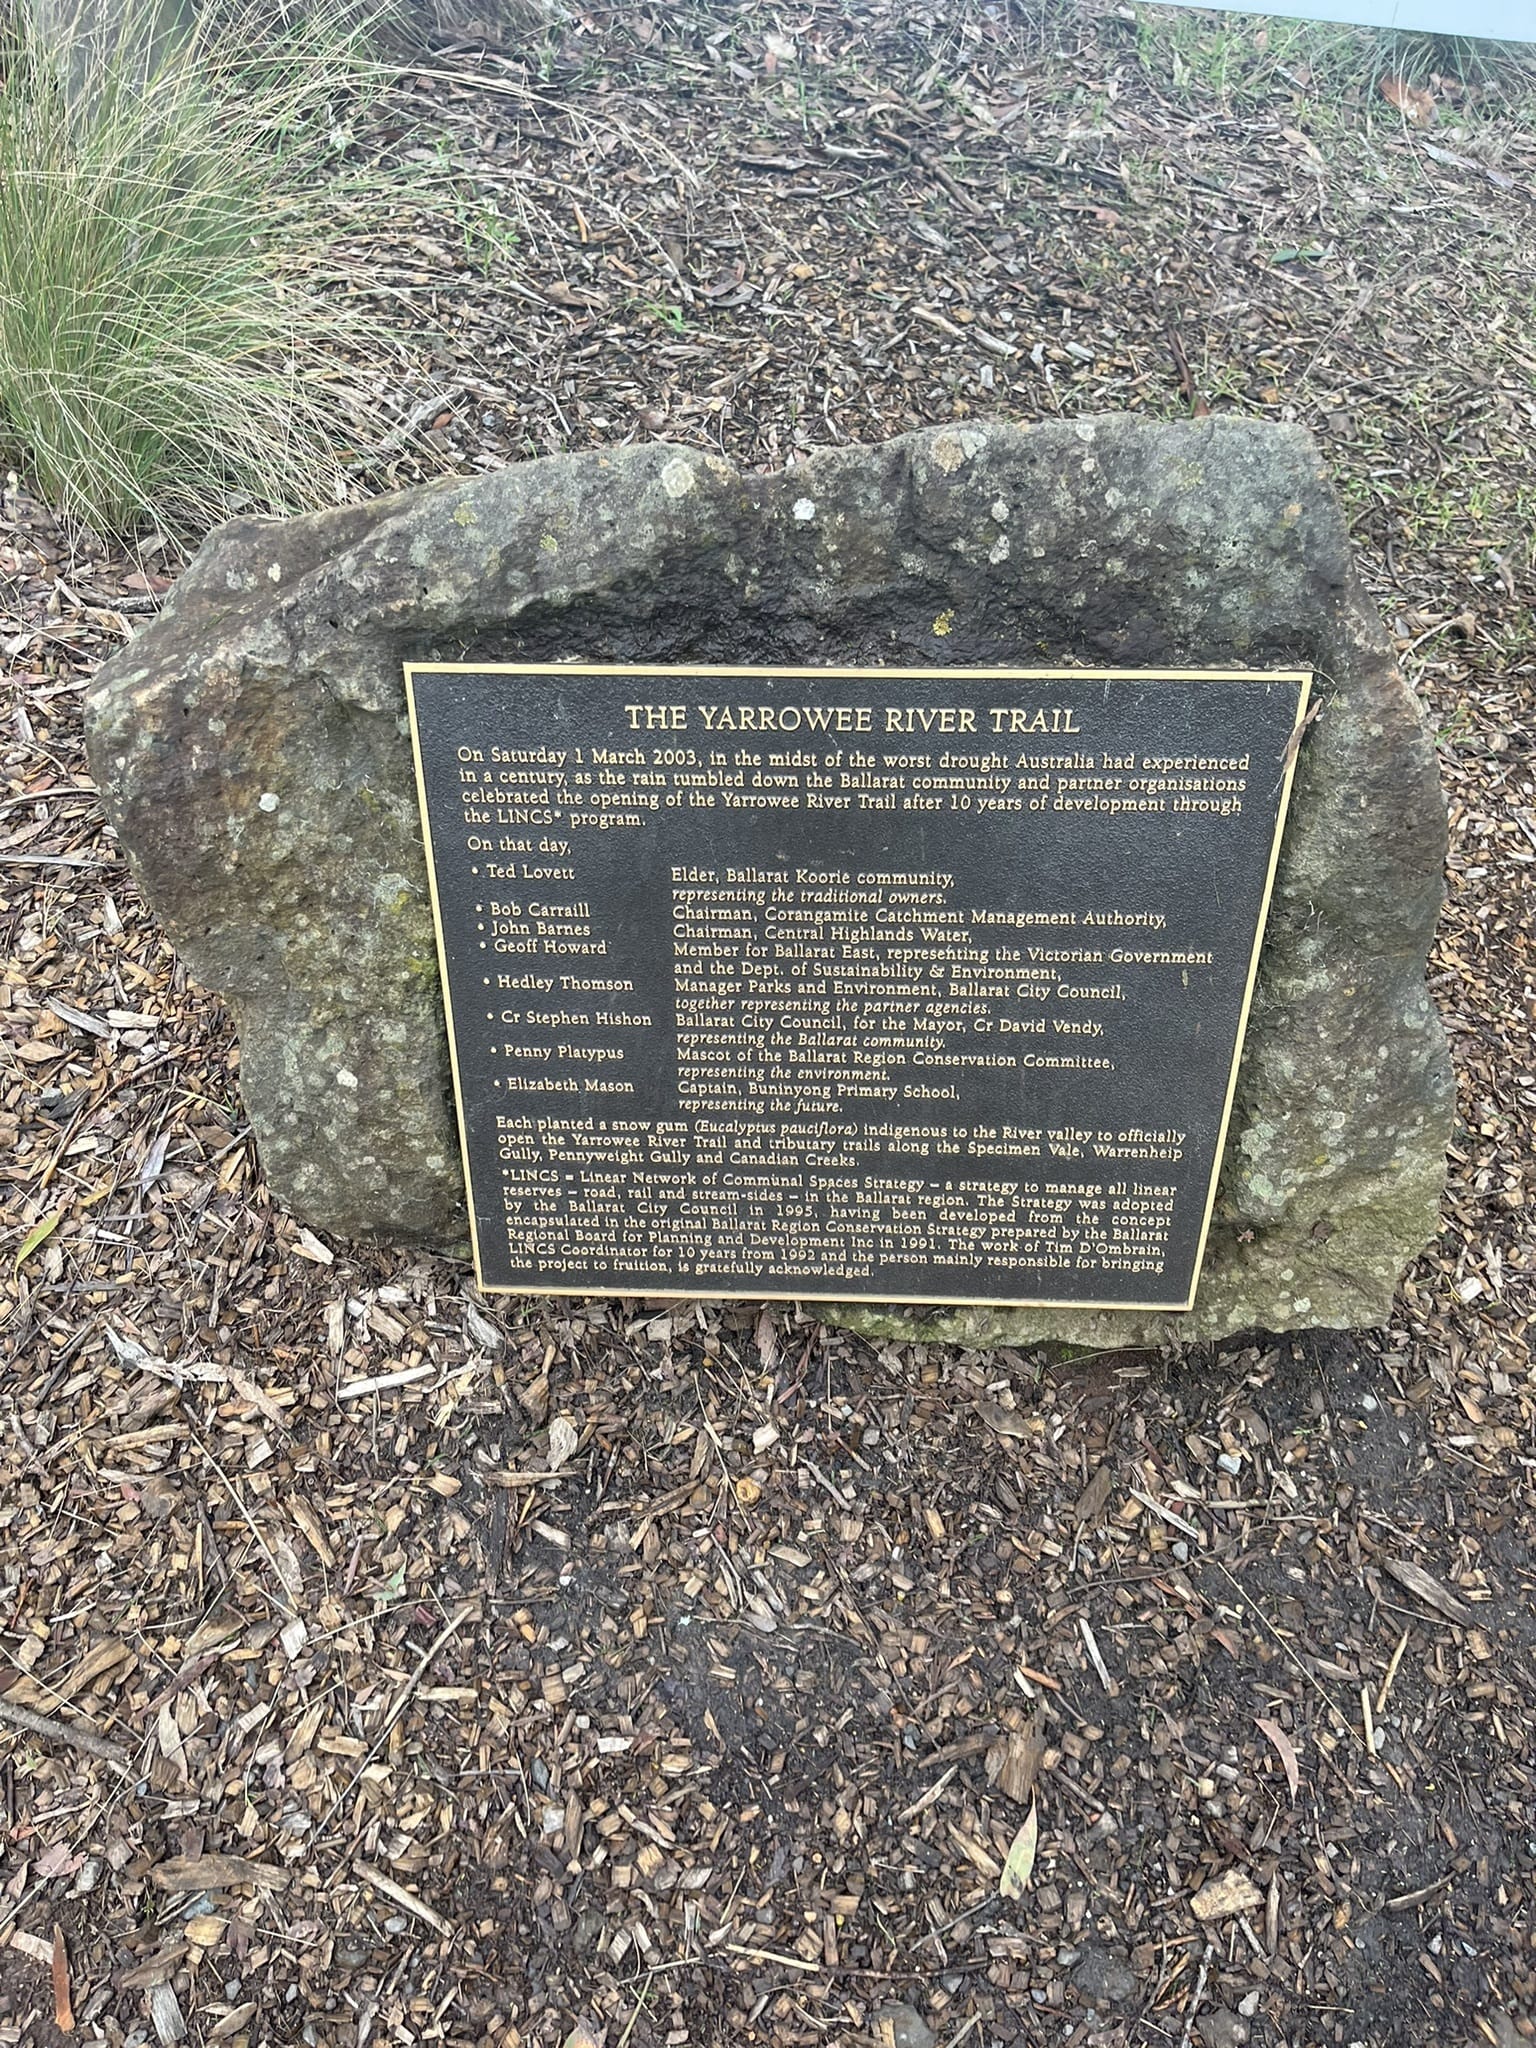 THE YARROWEE RIVER TRAIL
On Saturday 1 March 2003, in the midst of the worst drought Australia had experienced
in a century, as the rain tumbled down the Ballarat community and partner organisations
celebrated the opening of the Yarrowee River Trail after 10 years of development through
the LINCS* program.
On that day,
• Ted Lovett Elder, Ballarat Koorie community,
representing the traditional owners.
• Bob Carraill Chairman, Corangamite Catchment Management Authority,
• John Barnes Chairman, Central Highlands Water,
• Geoff Howard Member for Ballarat East, representing the Victorian Government
and the Dept. of Sustainability & Environment,
• Hedley Thomson Manager Parks and Environment, Ballarat City Council,
together representing the partner agencies.
• Cr Stephen Hishon Ballarat City Council, for the Mayor, Cr David Vendy,
representing the Ballarat community.
• Penny Platypus Mascot of the Ballarat Region Conservation Committee,
representing the environment.
• Elizabeth Mason Captain, Buninyong Primary School,
representing the future.
Each planted a snow gum (Eucalyptus pauciflora) indigenous to the River valley to officially
open the Yarrowee River Trail and tributary trails along the Specimen Vale, Warrenheip
Gully, Pennyweight Gully and Canadian Creeks.
*LINCS = Linear Network of Communal Spaces Strategy – a strategy to manage all linear
reserves – road, rail and stream-sides – in the Ballarat region. The Strategy was adopted
by the Ballarat City Council in 1995, having been developed from the concept
encapsulated in the original Ballarat Region Conservation Strategy prepared by the Ballarat
Regional Board for Planning and Development Inc in 1991. The work of Tim D'Ombrain,
LINCS Coordinator for 10 years from 1992 and the person mainly responsible for bringing
the project to fruition, is gratefully acknowledged.